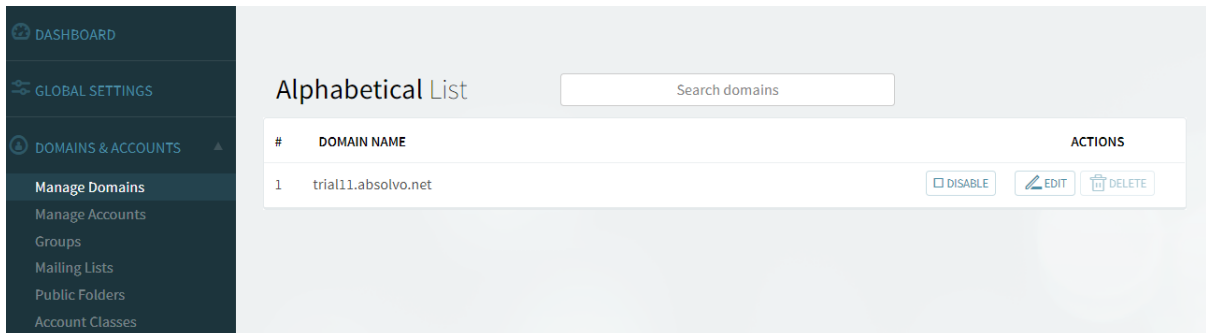 DASHBOARD
GLOBAL SETTINGS
DOMAINS & ACCOUNTS
Manage Domains
Manage Accounts
Groups
Mailing Lists
Public Folders
Account Classes
Alphabetical List
Search domains
# DOMAIN NAME ACTIONS
1 trial11.absolvo.net DISABLE EDIT DELETE